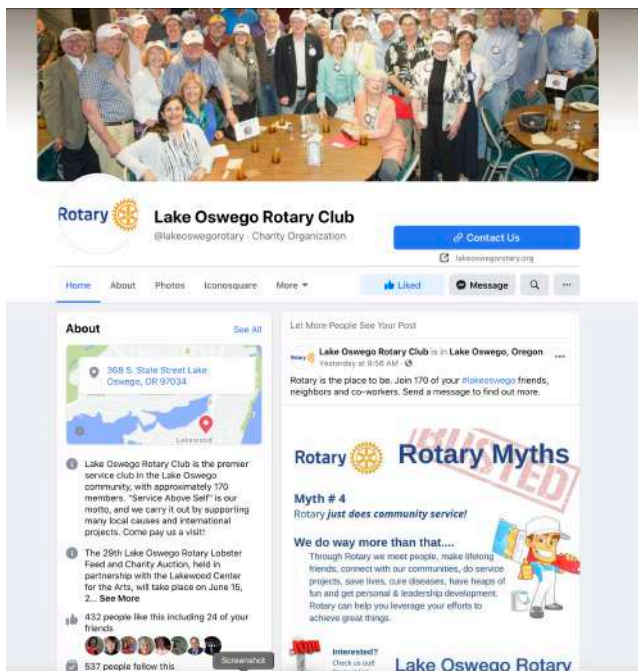 Rotary
Lake Oswego Rotary Club
@lakeoswegorotary · Charity Organization
Contact Us
lakeoswegorotary.org
Home About Photos Iconosquare More
Liked
Message
About
See All
368 S. State Street Lake
Oswego, OR 97034
Lakewood
Lake Oswego Rotary Club is the premier
service club in the Lake Oswego
community, with approximately 170
members. "Service Above Self" is our
motto, and we carry it out by supporting
many local causes and international
projects. Come pay us a visit!
The 29th Lake Oswego Rotary Lobster
Feed and Charity Auction, held in
partnership with the Lakewood Center
for the Arts, will take place on June 15,
2... See More
432 people like this including 24 of your
friends
537 people follow this
Screenshot
Let More People See Your Post
Rotary
Lake Oswego Rotary Club is in Lake Oswego, Oregon.
Yesterday at 9:56 AM ·
Rotary is the place to be. Join 170 of your #lakeoswego friends,
neighbors and co-workers. Send a message to find out more.
Rotary
BUSTED
Rotary Myths
Myth # 4
Rotary just does community service!
We do way more than that....
Through Rotary we meet people, make lifelong
friends, connect with our communities, do service
projects, save lives, cure diseases, have heaps of
fun and get personal & leadership development.
Rotary can help you leverage your efforts to
achieve great things.
JOIN
Interested?
Check us out!
Lake Oswego Rotary